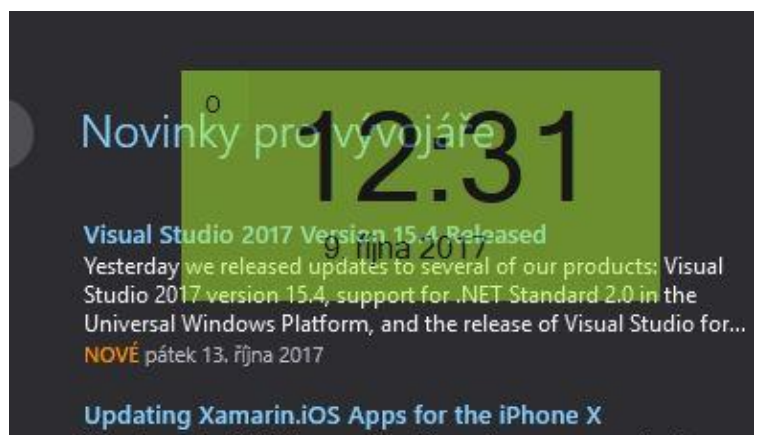 O
12:31
9. října 2017
Novinky pro vývojáře
Visual Studio 2017 Version 15.4 Released
Yesterday we released updates to several of our products: Visual
Studio 2017 version 15.4, support for .NET Standard 2.0 in the
Universal Windows Platform, and the release of Visual Studio for...
NOVÉ pátek 13. října 2017
Updating Xamarin.iOS Apps for the iPhone X